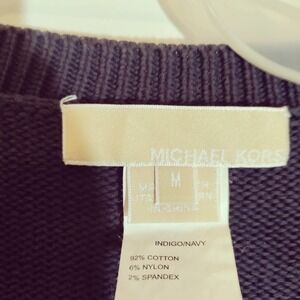 MICHAEL KORS
M
INDIGO/NAVY
92% COTTON
6% NYLON
2% SPANDEX